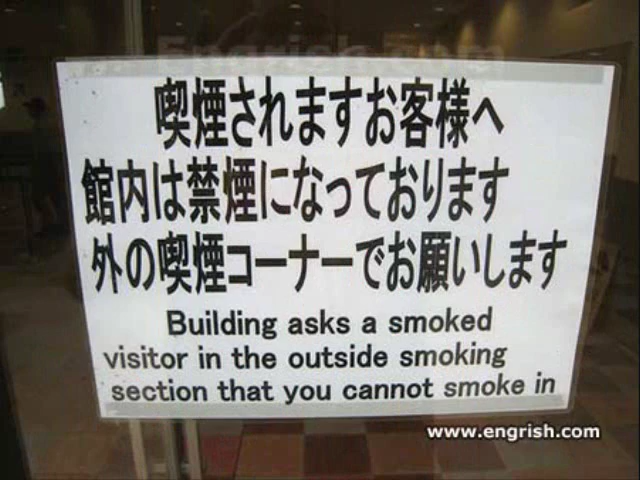 Engrish.com
喫煙されますお客様へ
館内は禁煙になっております
外の喫煙コーナーでお願いします
Building asks a smoked
visitor in the outside smoking
section that you cannot smoke in
www.engrish.com